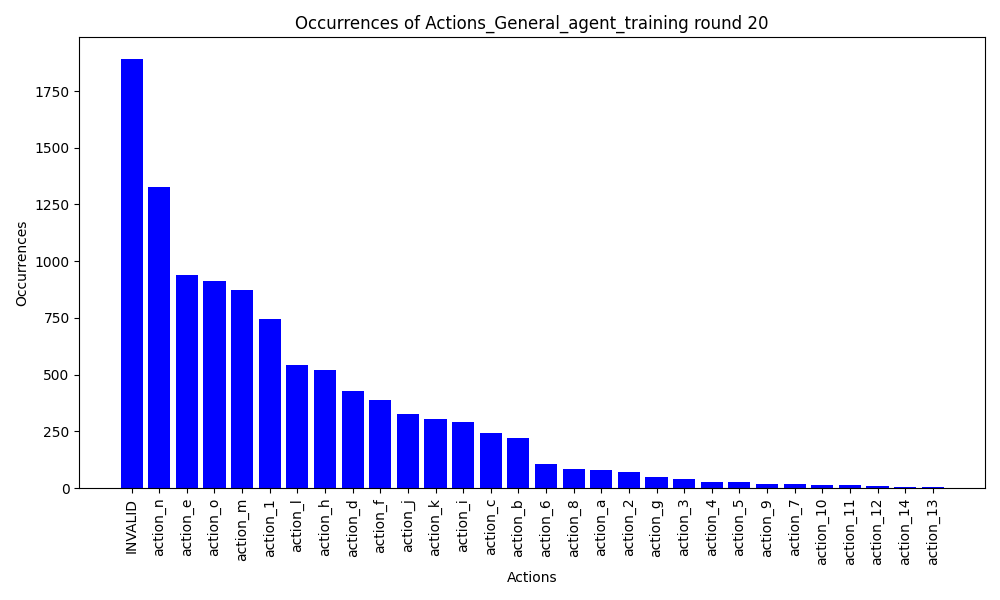 Occurrences of Actions_General_agent_training round 20
Occurrences
1750
1500
1250
1000
750
500
250
0
INVALID
action_n
action_e
action_o
action_m
action_1
action_l
action_h
action_d
action_f
action_j
action_k
action_i
action_c
action_b
action_6
action_8
action_a
action_2
action_g
action_3
action_4
action_5
action_9
action_7
action_10
action_11
action_12
action_14
action_13
Actions